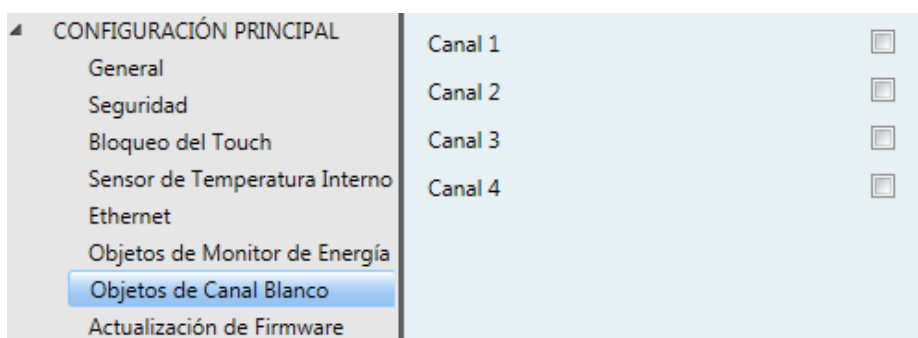 CONFIGURACIÓN PRINCIPAL
General
Seguridad
Bloqueo del Touch
Sensor de Temperatura Interno
Ethernet
Objetos de Monitor de Energía
Objetos de Canal Blanco
Actualización de Firmware
Canal 1
Canal 2
Canal 3
Canal 4